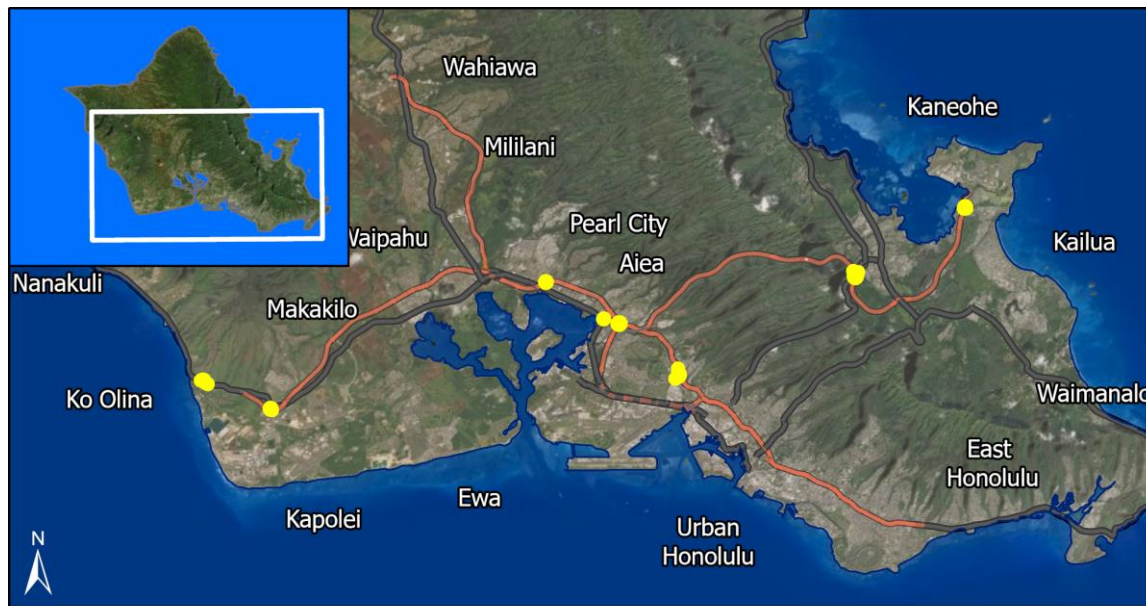 Wahiawa
Kaneohe
Mililani
Pearl City
Waipahu
Aiea
Kailua
Nanakuli
Makakilo
Ko Olina
Waimanalo
East
Honolulu
Ewa
Kapolei
Urban
Honolulu
N